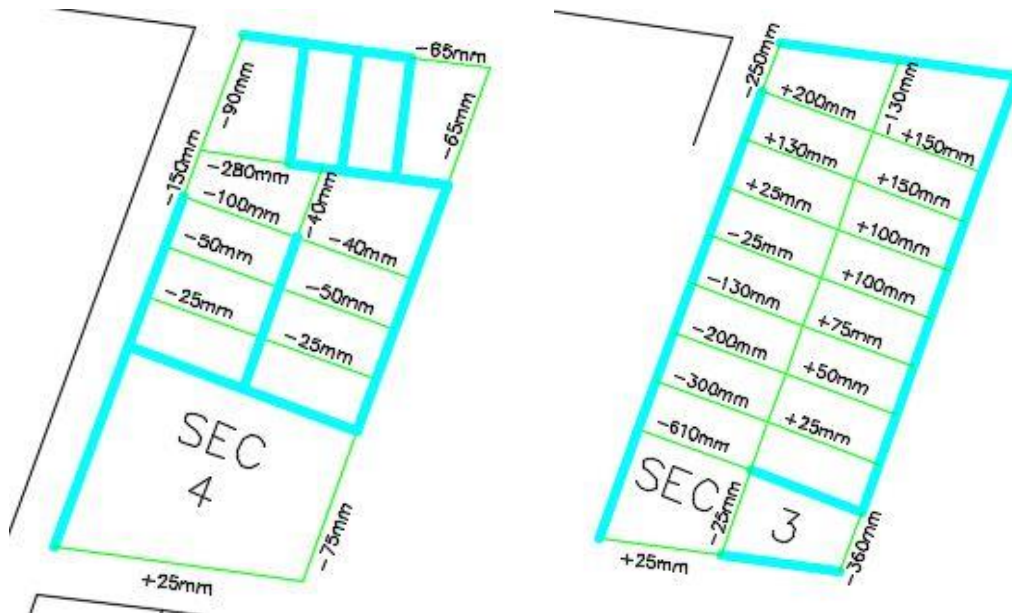 -65mm
-90mm
-65mm
-150mm
-280mm
-100mm
-40mm
-40mm
-50mm
-50mm
-25mm
-25mm
SEC
4
-75mm
+25mm
-250mm
-130mm
+200mm
+150mm
+130mm
+150mm
+25mm
+100mm
-25mm
+100mm
-130mm
+75mm
-200mm
+50mm
-300mm
+25mm
-610mm
SEC 3
-25mm
-360mm
+25mm